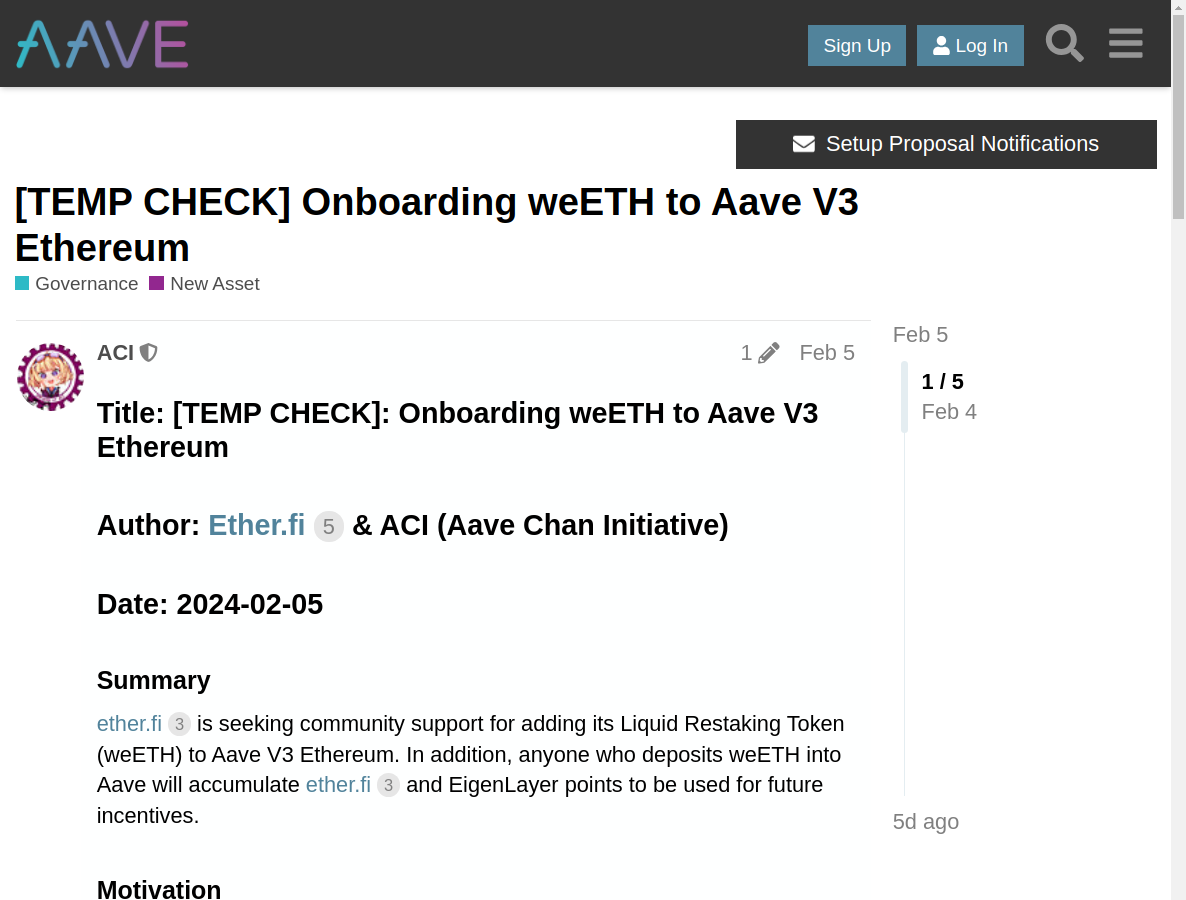 AAVE
Sign Up
Log In
Setup Proposal Notifications
[TEMP CHECK] Onboarding weETH to Aave V3
Ethereum
Governance New Asset
ACI 1 Feb 5
Feb 5
1 / 5
Feb 4
Title: [TEMP CHECK]: Onboarding weETH to Aave V3
Ethereum
Author: Ether.fi 5 & ACI (Aave Chan Initiative)
Date: 2024-02-05
Summary
ether.fi 3 is seeking community support for adding its Liquid Restaking Token
(weETH) to Aave V3 Ethereum. In addition, anyone who deposits weETH into
Aave will accumulate ether.fi 3 and EigenLayer points to be used for future
incentives.
5d ago
Motivation